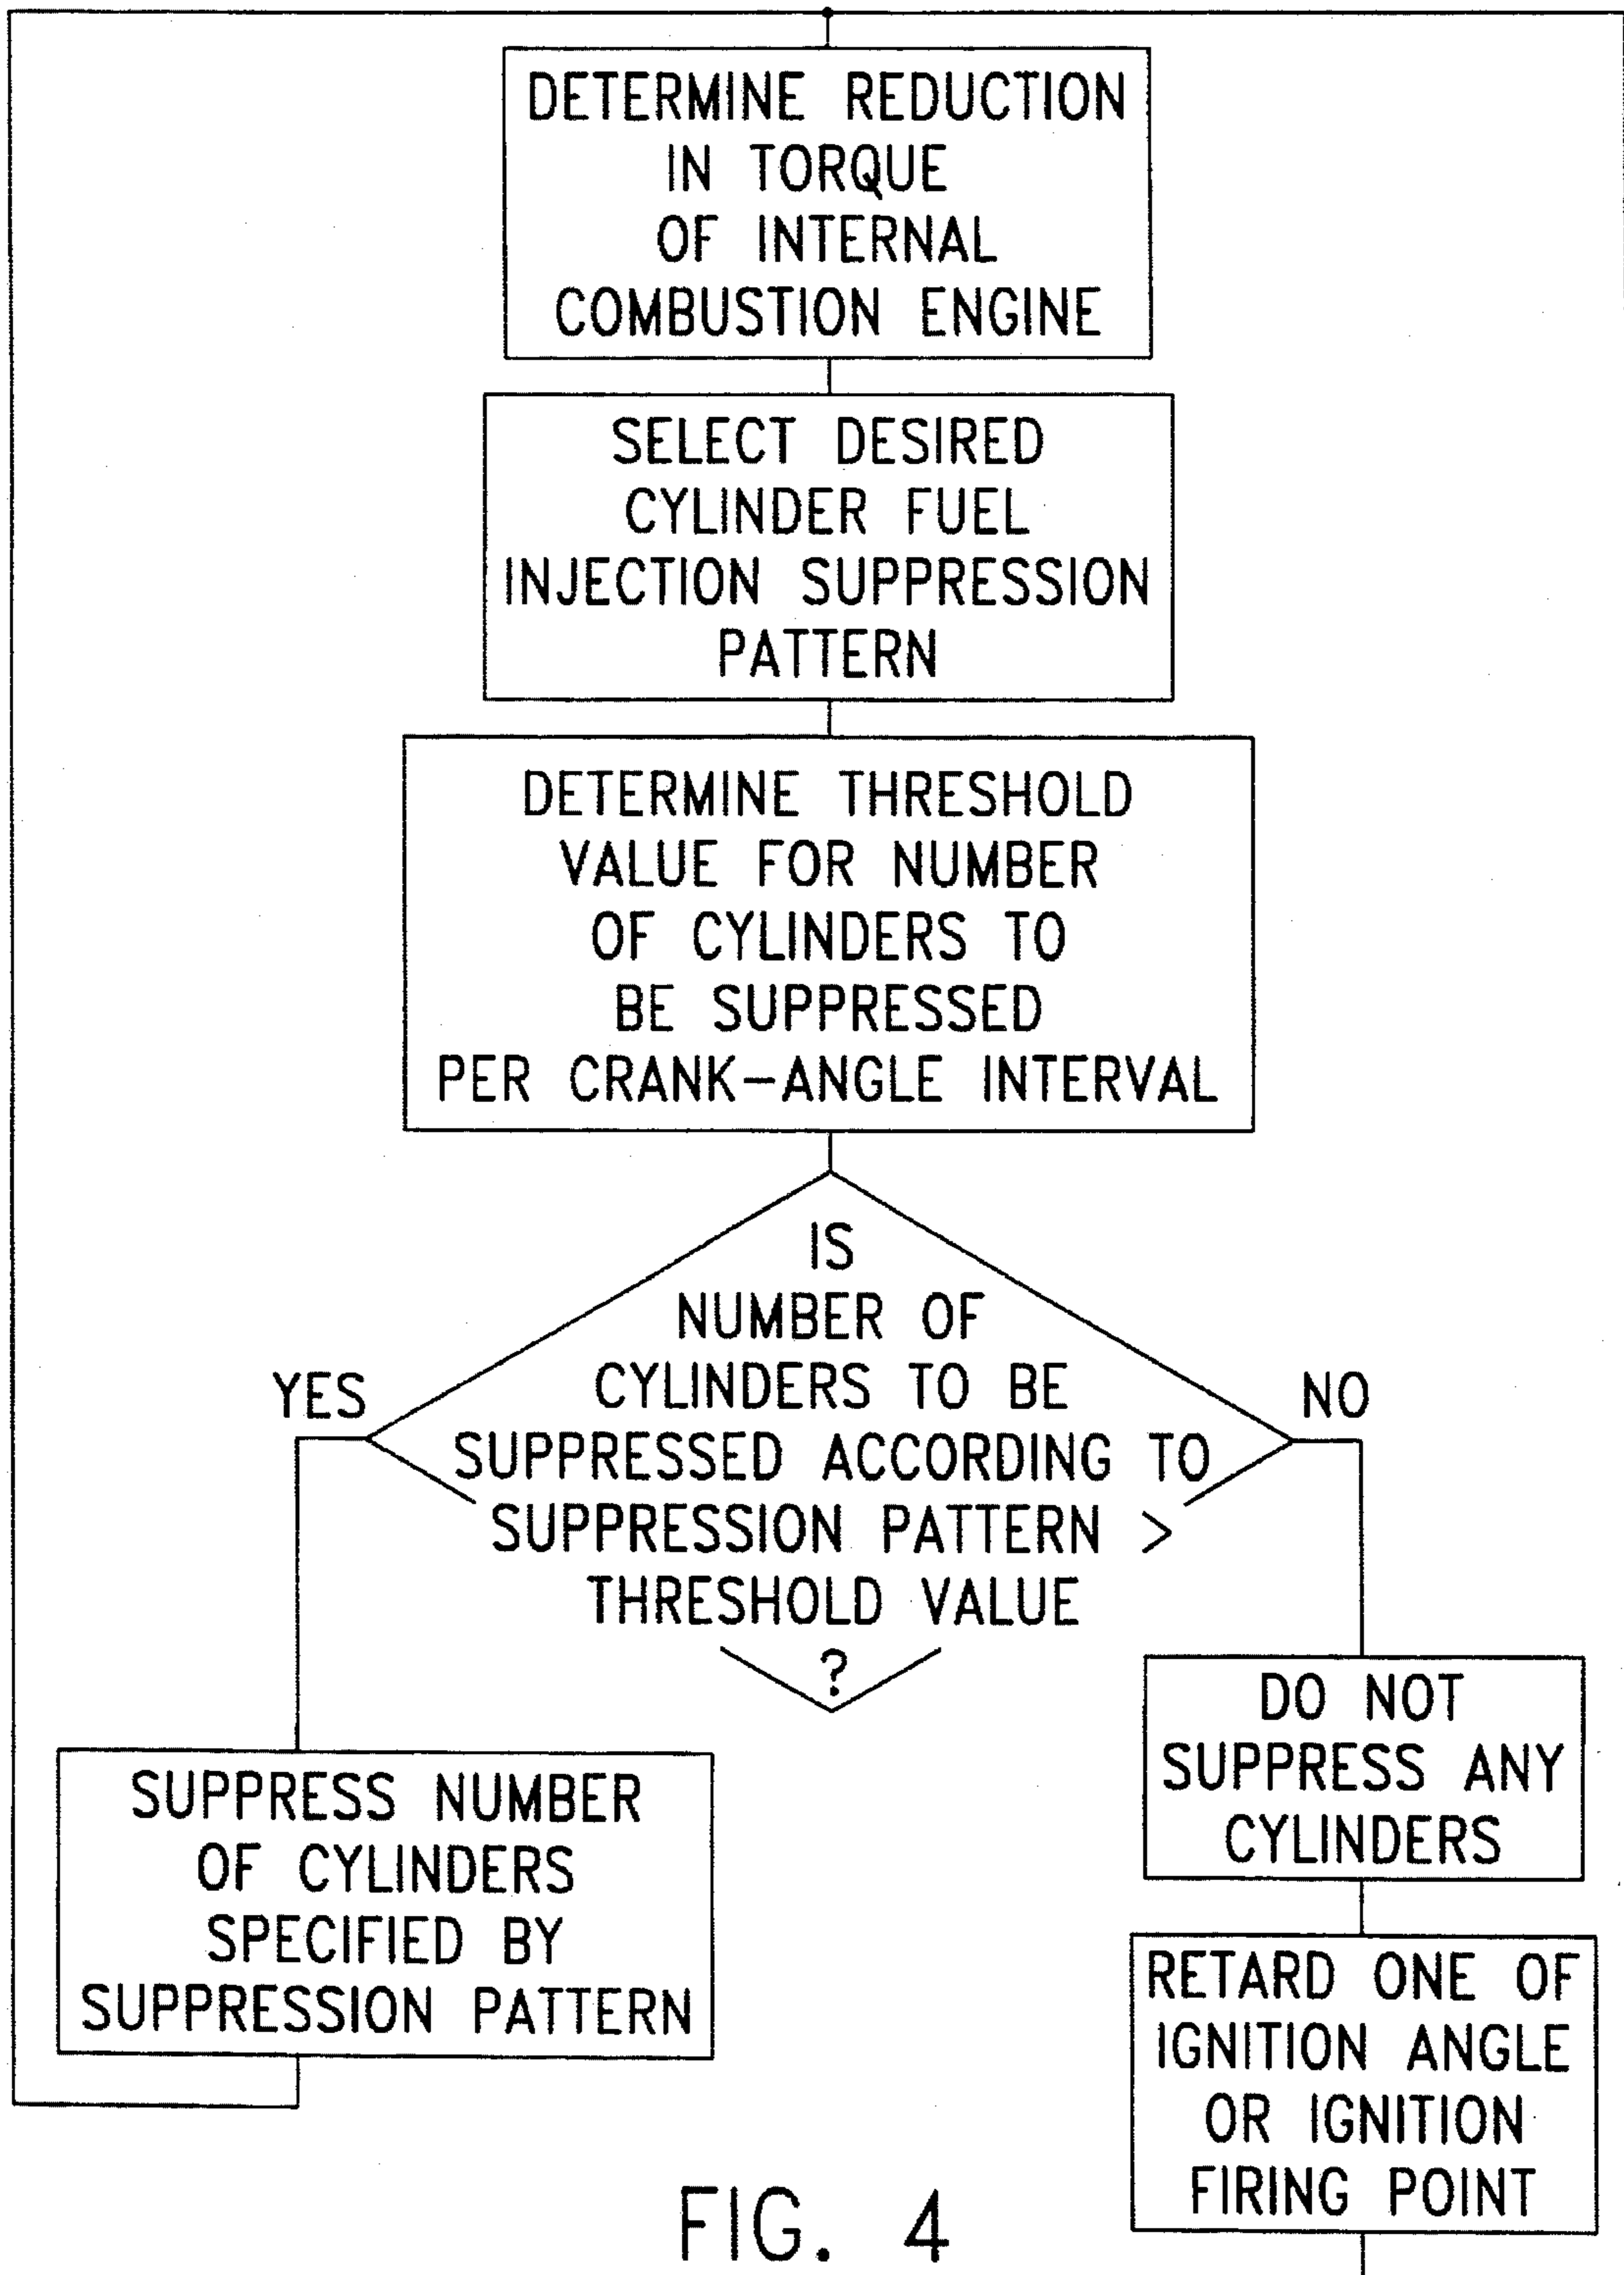 DETERMINE REDUCTION
IN TORQUE
OF INTERNAL
COMBUSTION ENGINE
SELECT DESIRED
CYLINDER FUEL
INJECTION SUPPRESSION
PATTERN
DETERMINE THRESHOLD
VALUE FOR NUMBER
OF CYLINDERS TO
BE SUPPRESSED
PER CRANK-ANGLE INTERVAL
IS
NUMBER OF
CYLINDERS TO BE
SUPPRESSED ACCORDING TO
SUPPRESSION PATTERN >
THRESHOLD VALUE
?
YES
NO
SUPPRESS NUMBER
OF CYLINDERS
SPECIFIED BY
SUPPRESSION PATTERN
DO NOT
SUPPRESS ANY
CYLINDERS
RETARD ONE OF
IGNITION ANGLE
OR IGNITION
FIRING POINT
FIG. 4